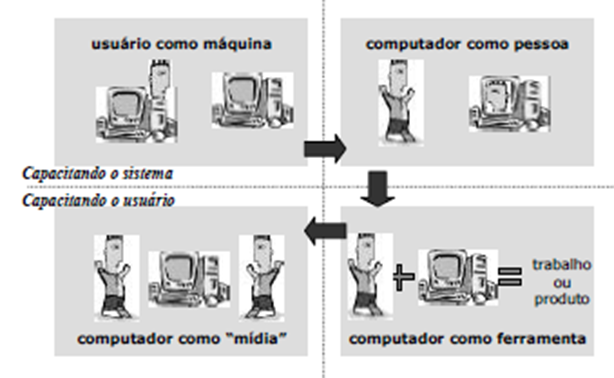 usuário como máquina
computador como pessoa
Capacitando o sistema
Capacitando o usuário
trabalho
ou
produto
computador como “mídia”
computador como ferramenta